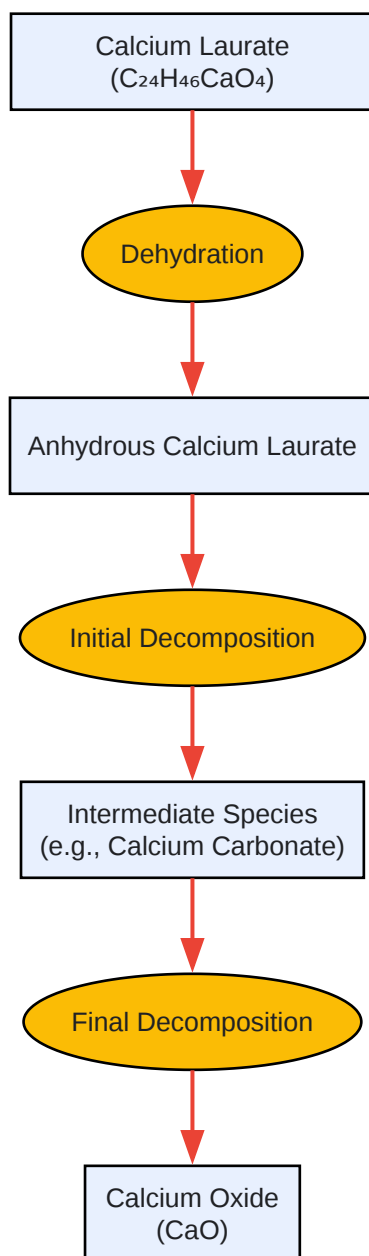 Calcium Laurate
(C₂₄H₄₆CaO₄)
Dehydration
Anhydrous Calcium Laurate
Initial Decomposition
Intermediate Species
(e.g., Calcium Carbonate)
Final Decomposition
Calcium Oxide
(CaO)